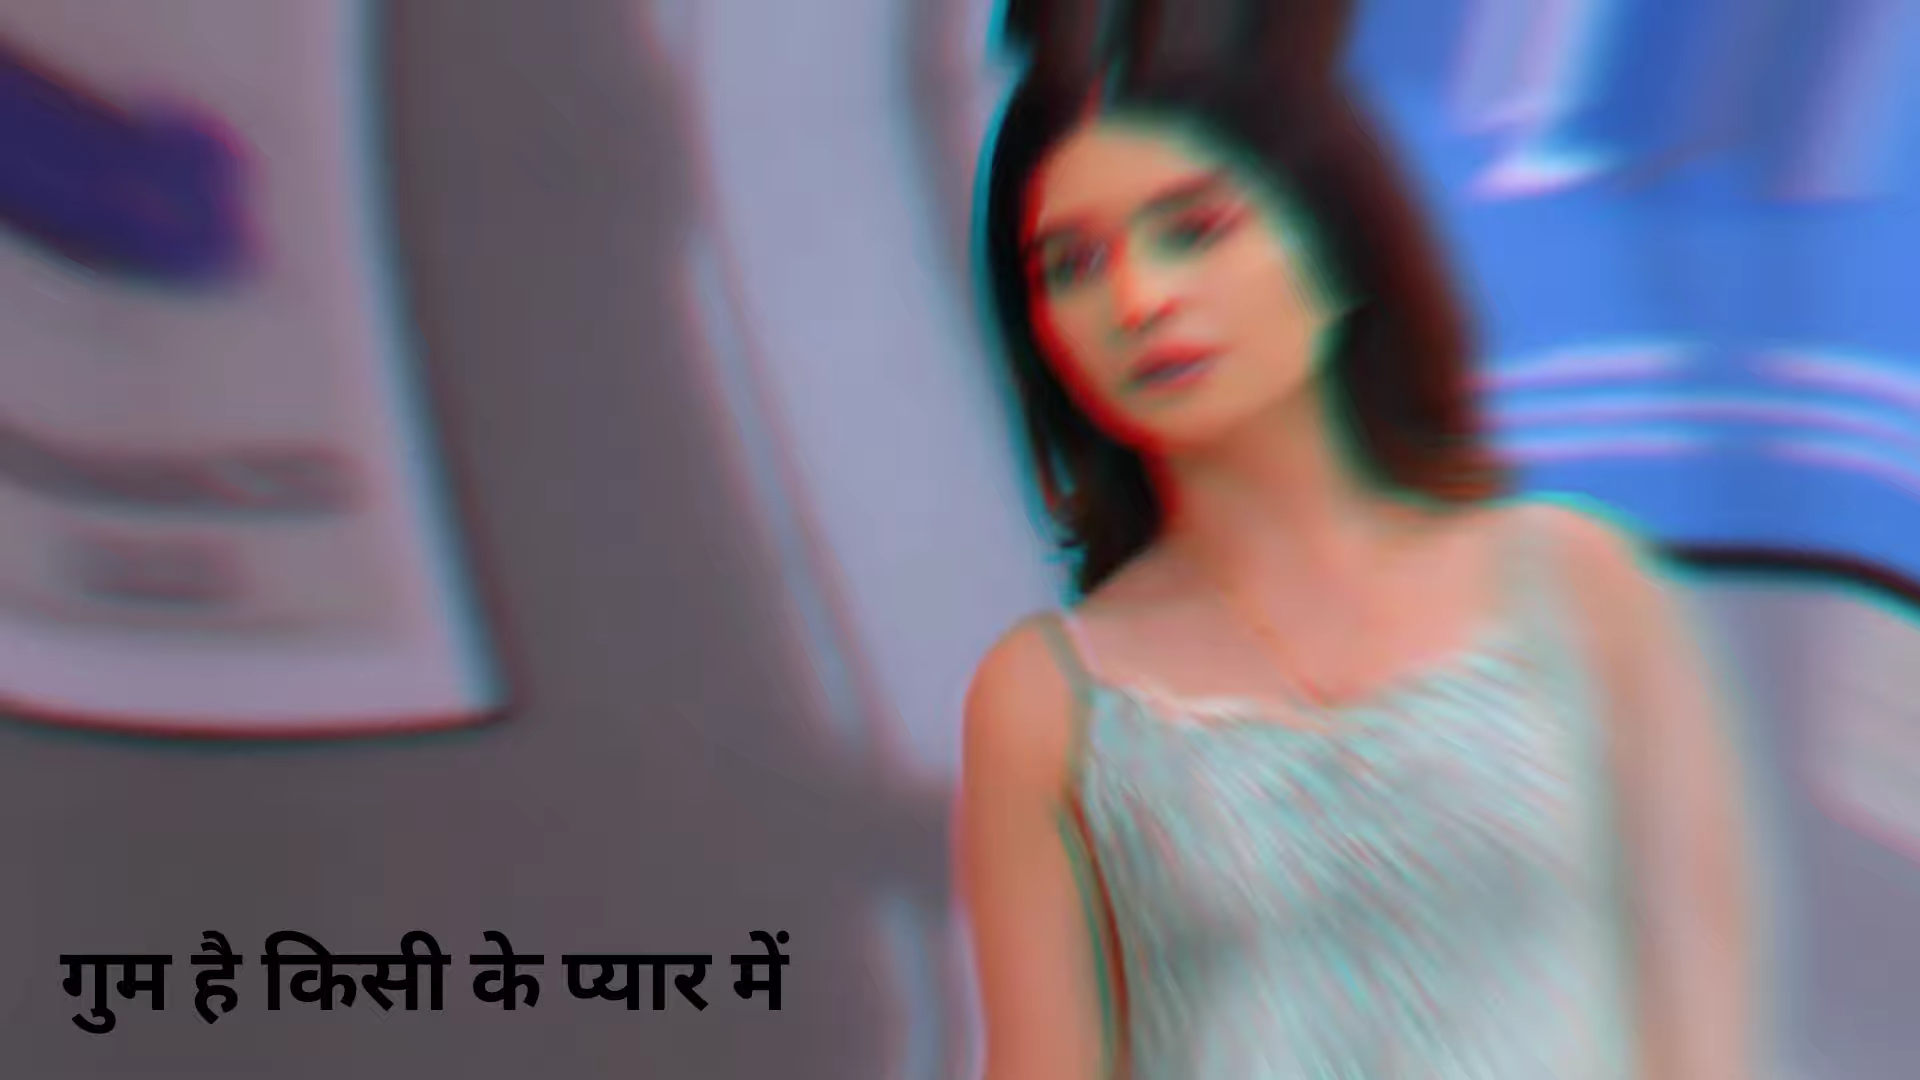 गुम है किसी के प्यार में